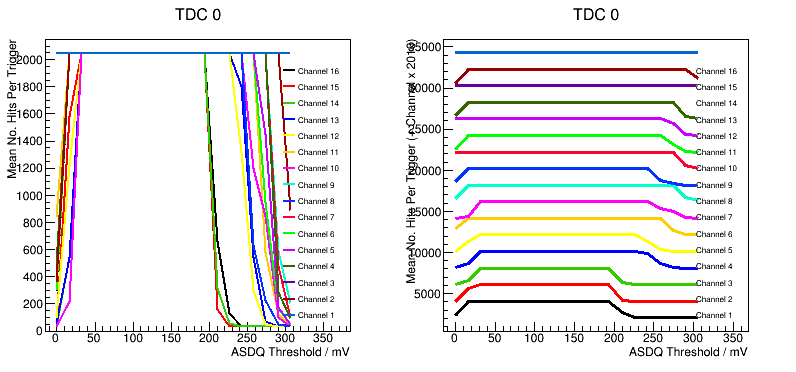 TDC 0
Mean No. Hits Per Trigger
2000
1800
1600
1400
1200
1000
800
600
400
200
0
Channel 16
Channel 15
Channel 14
Channel 13
Channel 12
Channel 11
Channel 10
Channel 9
Channel 8
Channel 7
Channel 6
Channel 5
Channel 4
Channel 3
Channel 2
Channel 1
0 50 100 150 200 250 300 350
ASDQ Threshold / mV
TDC 0
35000
30000
25000
20000
15000
10000
5000
Channel 16
Channel 15
Channel 14
Channel 13
Channel 12
Channel 11
Channel 10
Channel 9
Channel 8
Channel 7
Channel 6
Channel 5
Channel 4
Channel 3
Channel 2
Channel 1
0 50 100 150 200 250 300 350
ASDQ Threshold / mV
Mean No. Hits Per Trigger (+ Channel x